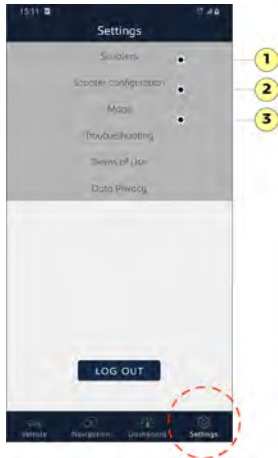 15:11
Settings
Scooters
1
Scooter configuration
2
Maps
3
Troubleshooting
Terms of Use
Data Privacy
LOG OUT
Vehicle Navigation Dashboard Settings